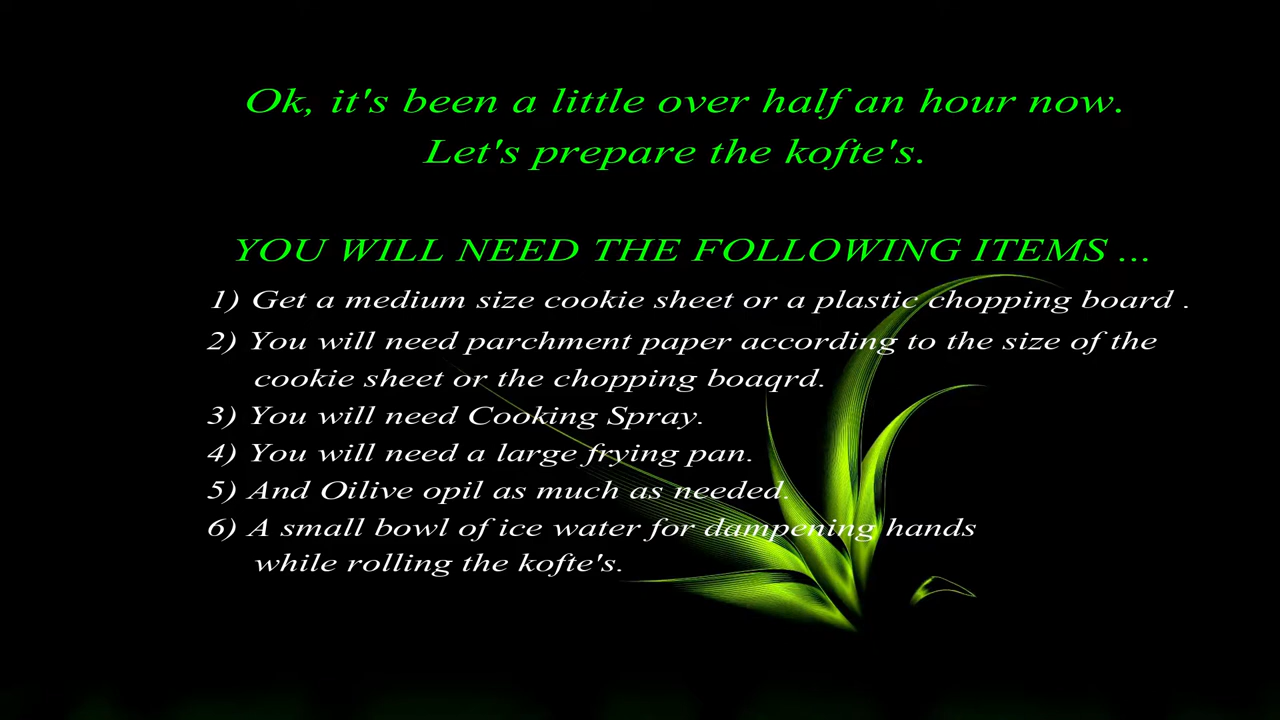 Ok, it's been a little over half an hour now.
Let's prepare the kofte's.
YOU WILL NEED THE FOLLOWING ITEMS ...
1) Get a medium size cookie sheet or a plastic chopping board .
2) You will need parchment paper according to the size of the
cookie sheet or the chopping boaqrd.
3) You will need Cooking Spray.
4) You will need a large frying pan.
5) And Oilive opil as much as needed.
6) A small bowl of ice water for dampening hands
while rolling the kofte's.